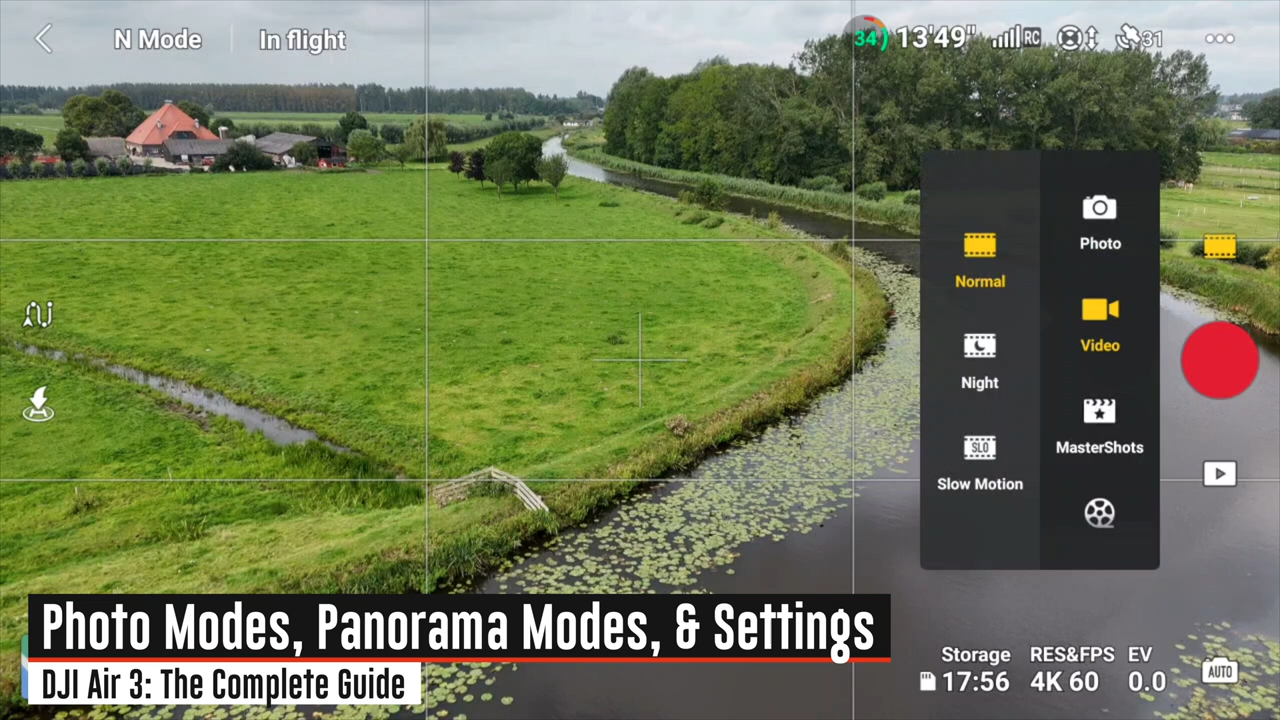 N Mode
In flight
34
13'49"
RC
31
Photo
Normal
Video
Night
MasterShots
SLO
Slow Motion
Photo Modes, Panorama Modes, & Settings
DJI Air 3: The Complete Guide
Storage RES&FPS EV
17:56 4K 60 0.0
AUTO